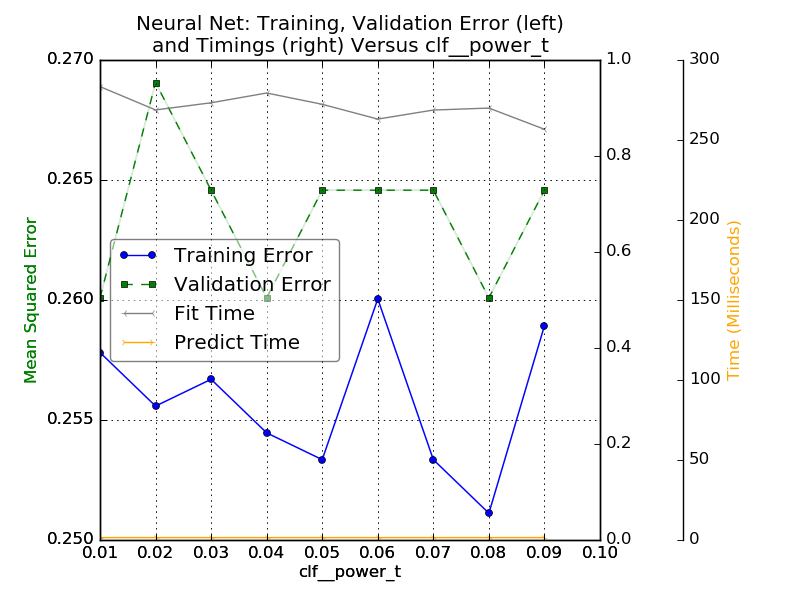 Neural Net: Training, Validation Error (left)
and Timings (right) Versus clf__power_t
0.270
0.265
0.260
0.255
0.250
Mean Squared Error
Training Error
Validation Error
Fit Time
Predict Time
1.0
0.8
0.6
0.4
0.2
0.0
300
250
200
150
100
50
0
Time (Milliseconds)
0.01 0.02 0.03 0.04 0.05 0.06 0.07 0.08 0.09 0.10
clf__power_t